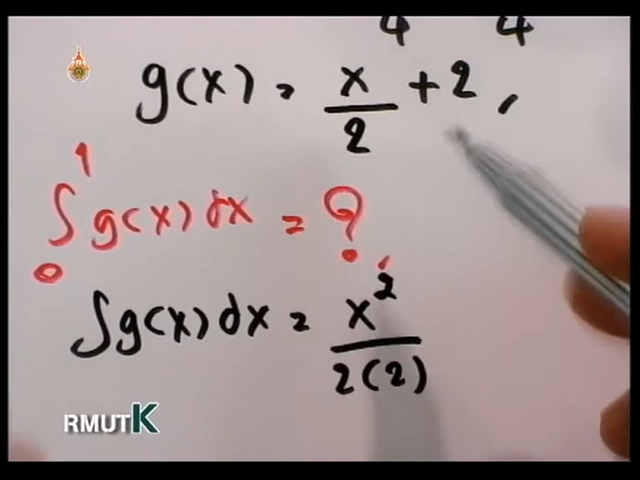 4 4
g(x) = x/2 + 2 ,
∫₀¹ g(x) dx = ?
∫g(x) dx = x²/2(2)
RMUTK